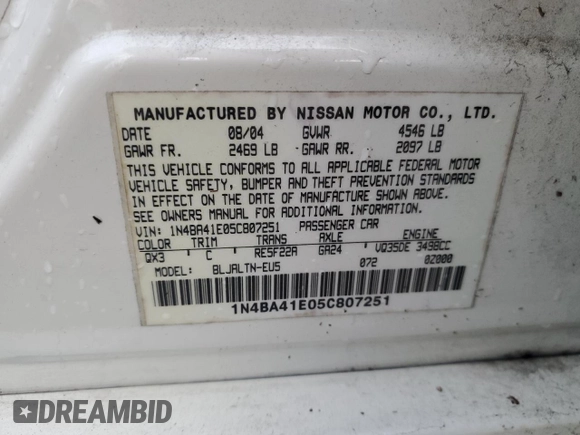 MANUFACTURED BY NISSAN MOTOR CO., LTD.
DATE 08/04 GVWR 4546 LB
GAWR FR. 2469 LB GAWR RR. 2097 LB
THIS VEHICLE CONFORMS TO ALL APPLICABLE FEDERAL MOTOR
VEHICLE SAFETY, BUMPER AND THEFT PREVENTION STANDARDS
IN EFFECT ON THE DATE OF MANUFACTURE SHOWN ABOVE.
SEE OWNERS MANUAL FOR ADDITIONAL INFORMATION.
VIN: 1N4BA41E05C807251 PASSENGER CAR
COLOR TRIM TRANS AXLE ENGINE
QX3 C RE5F22A GA24 VQ35DE 3498CC
MODEL: BLJALTN-EU5 072 0Z000
1N4BA41E05C807251
DREAMBID